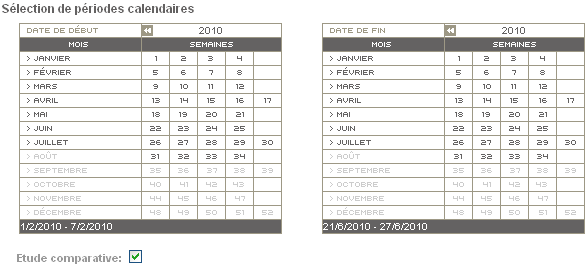 Sélection de périodes calendaires
DATE DE DÉBUT 2010
MOIS SEMAINES
> JANVIER 1 2 3 4
> FÉVRIER 5 6 7 8
> MARS 9 10 11 12
> AVRIL 13 14 15 16 17
> MAI 18 19 20 21
> JUIN 22 23 24 25
> JUILLET 26 27 28 29 30
> AOÛT 31 32 33 34
> SEPTEMBRE 35 36 37 38 39
> OCTOBRE 40 41 42 43
> NOVEMBRE 44 45 46 47
> DÉCEMBRE 48 49 50 51 52
1/2/2010 - 7/2/2010
DATE DE FIN 2010
MOIS SEMAINES
> JANVIER 1 2 3 4
> FÉVRIER 5 6 7 8
> MARS 9 10 11 12
> AVRIL 13 14 15 16 17
> MAI 18 19 20 21
> JUIN 22 23 24 25
> JUILLET 26 27 28 29 30
> AOÛT 31 32 33 34
> SEPTEMBRE 35 36 37 38 39
> OCTOBRE 40 41 42 43
> NOVEMBRE 44 45 46 47
> DÉCEMBRE 48 49 50 51 52
21/6/2010 - 27/6/2010
Etude comparative: